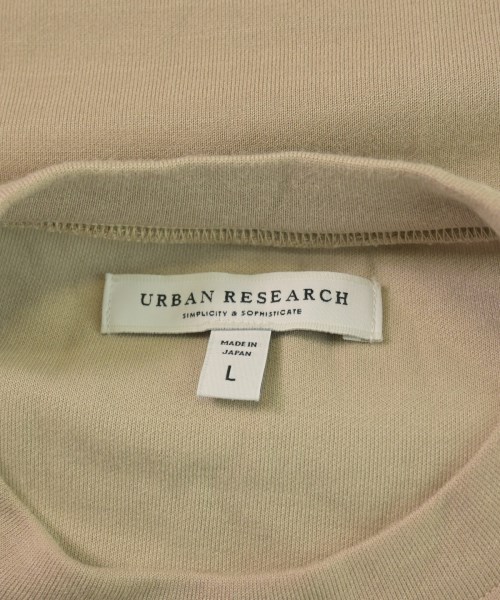 URBAN RESEARCH
SIMPLICITY & SOPHISTICATE
MADE IN
JAPAN
L